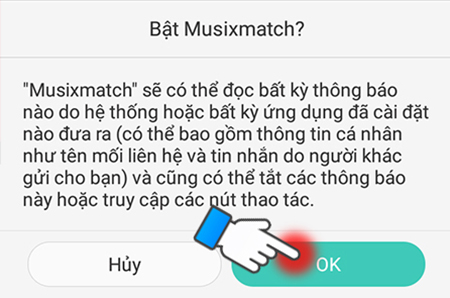 Bật Musixmatch?
"Musixmatch" sẽ có thể đọc bất kỳ thông báo
nào do hệ thống hoặc bất kỳ ứng dụng đã cài đặt
nào đưa ra (có thể bao gồm thông tin cá nhân
như tên mối liên hệ và tin nhắn do người khác
gửi cho bạn) và cũng có thể tắt các thông báo
này hoặc truy cập các nút thao tác.
Hủy
OK